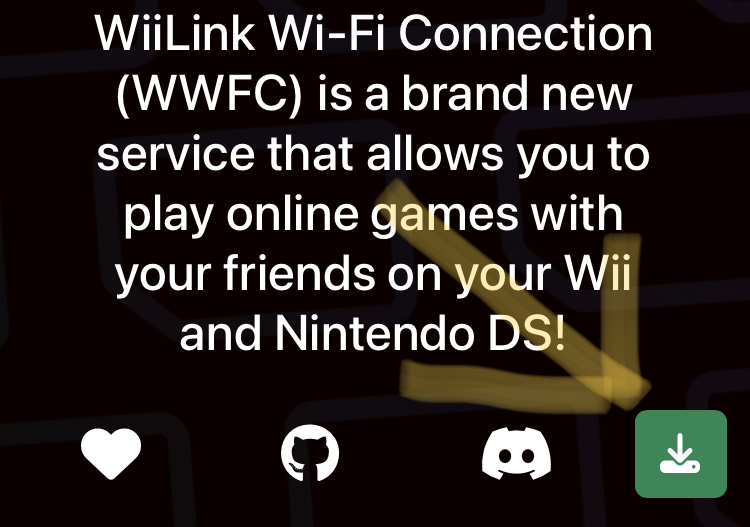 WiiLink Wi-Fi Connection
(WWFC) is a brand new
service that allows you to
play online games with
your friends on your Wii
and Nintendo DS!